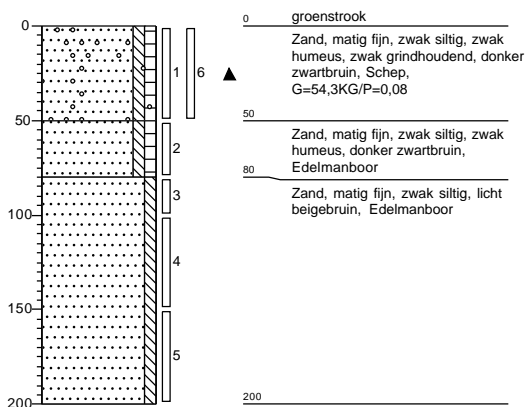 0
50
100
150
200
1
6
2
3
4
5
0
groenstrook
Zand, matig fijn, zwak siltig, zwak
humeus, zwak grindhoudend, donker
zwartbruin, Schep,
G=54,3KG/P=0,08
50
Zand, matig fijn, zwak siltig, zwak
humeus, donker zwartbruin,
Edelmanboor
80
Zand, matig fijn, zwak siltig, licht
beigebruin, Edelmanboor
200